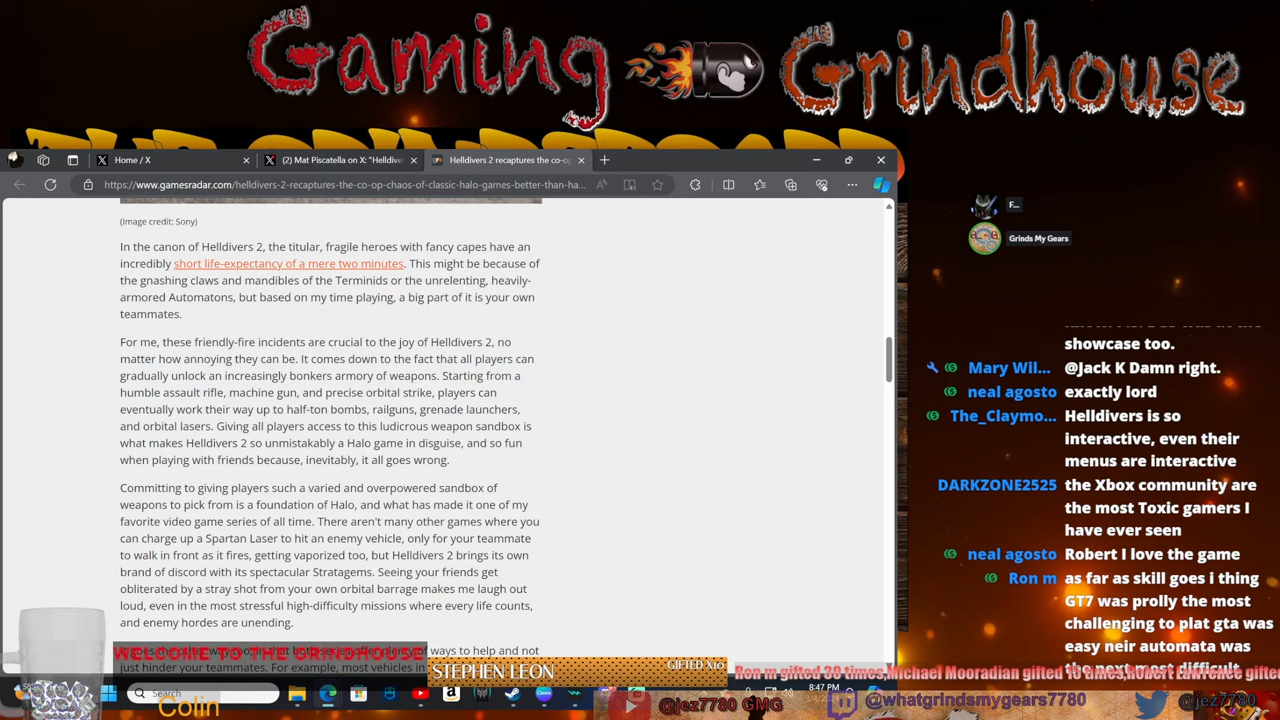 Gaming Grindhouse
Home / X
(2) Mat Piscatella on X: "Helldive
Helldivers 2 recaptures the co-op
https://www.gamesradar.com/helldivers-2-recaptures-the-co-op-chaos-of-classic-halo-games-better-than-ha...
(Image credit: Sony)
In the canon of Helldivers 2, the titular, frail heroes with fancy capes have an
incredibly short life-expectancy of a mere two minutes. This might be because of
the gnashing claws and mandibles of the Terminids or the unrelenting, heavily-
armored Automatons, but based on my time playing, a big part of it is your own
teammates.
For me, these friendly-fire incidents are crucial to the joy of Helldivers 2, no
matter how annoying they can be. It comes down to the fact that all players can
gradually unlock an increasingly bonkers armory of weapons. Starting from a
humble assault rifle, machine gun, and precise orbital strike, players can
eventually work their way up to half-ton bombs, railguns, grenade launchers,
and orbital lasers. Giving all players access to this ludicrous weapon sandbox is
what makes Helldivers 2 so unmistakably a Halo game in disguise, and so fun
when playing with friends because, inevitably, it all goes wrong.
Committing to giving players such a varied and overpowered sandbox of
weapons to pick from is a foundation of Halo, and what has made it one of my
favorite video game series of all time. There aren't many other games where you
can charge up a Spartan Laser to hit an enemy vehicle, only for your teammate
to walk in front as it fires, getting vaporized too, but Helldivers 2 brings its own
brand of discord with its spectacular Stratagems. Seeing your friends get
obliterated by a stray shot from your own orbital barrage makes me laugh out
loud, even in the most stressful high-difficulty missions where every life counts,
and enemy hordes are unending.
ways to help and not
just hinder your teammates. For example, most vehicles in
F...
Grinds My Gears
showcase too.
Mary Wil... @Jack K Damn right.
neal agosto exactly lord
The_Claymo... Helldivers is so
interactive, even their
menus are ineractive
DARKZONE2525 the Xbox community are
the most Toxic gamers I
have ever seen
neal agosto Robert I love the game
Ron m as far as skill goes i thing
GT7 was prolly the most
challenging to plat gta was
easy neir automata was
the next most difficult
WELCOME TO THE GRINDHOUSE
STEPHEN LEON
GIFTED X10
Ron m gifted 30 times,Michael Mooradian gifted 10 times,Robert Lawrence gifte
Search
8:47 PM
Colin
@jez7780 GMG
@whatgrindsmygears7780
@jez7780